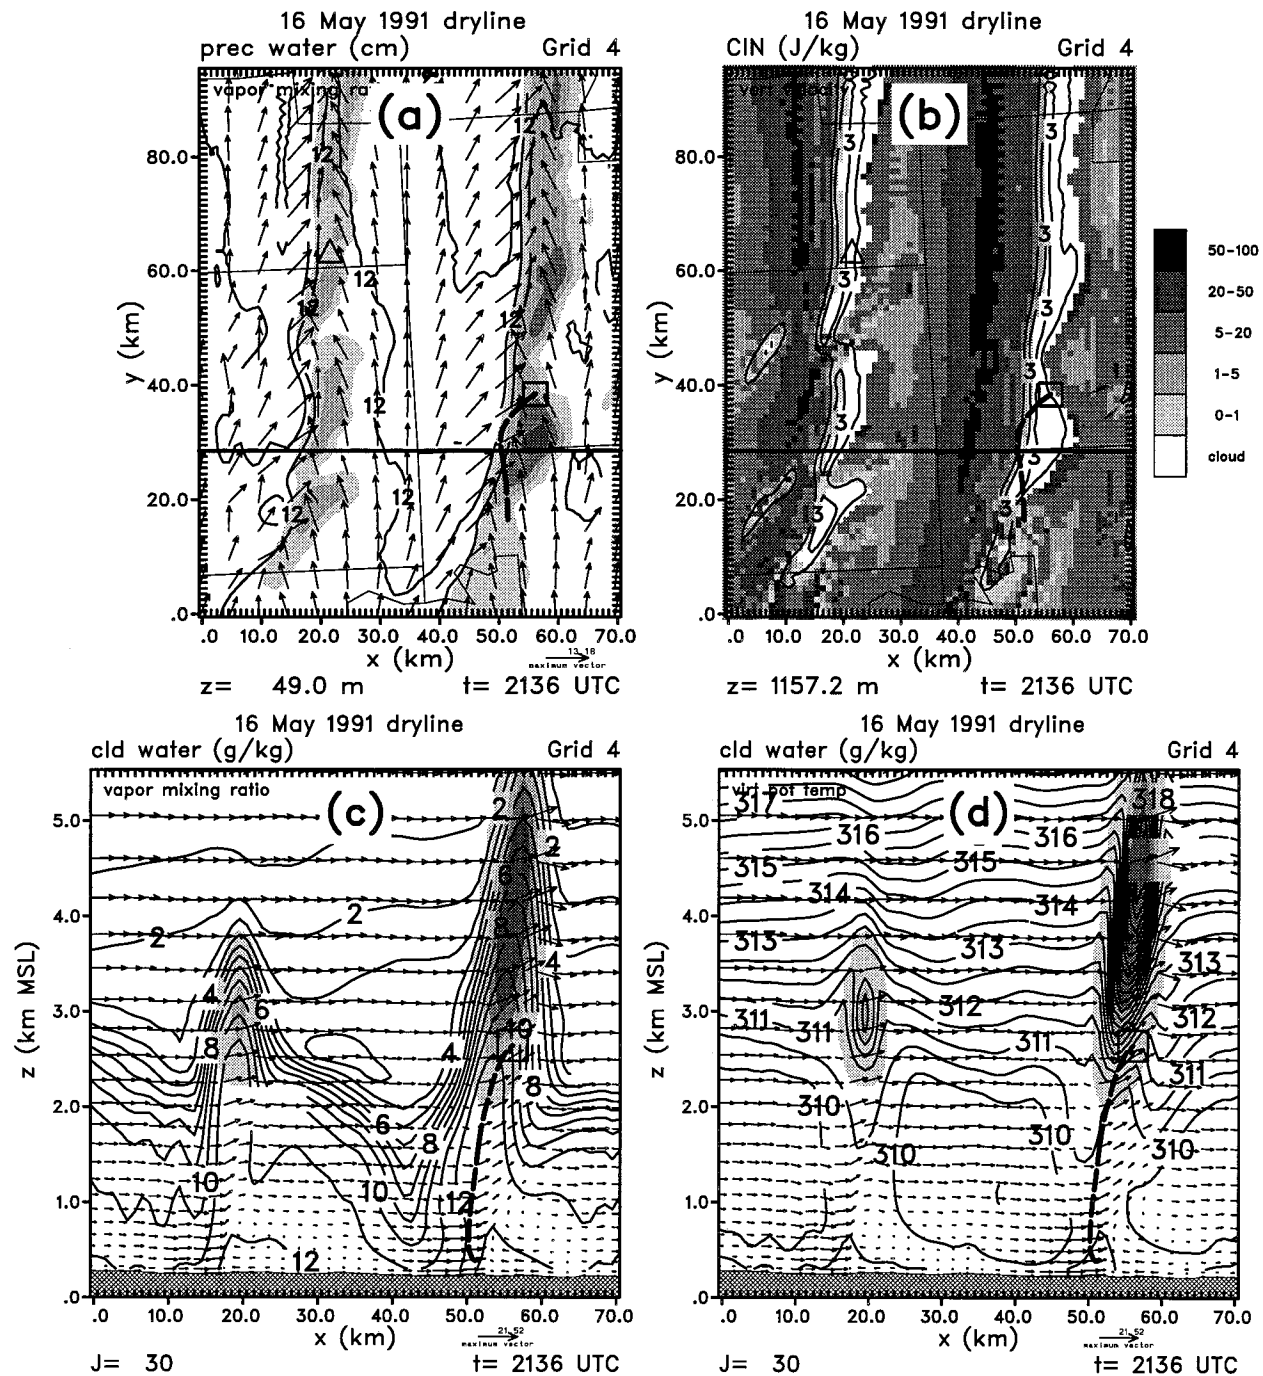 16 May 1991 dryline
prec water (cm) Grid 4
vapor mixing ra
(a)
12
12
12
12
12
12
12
12
80.0
60.0
40.0
20.0
.0
y (km)
.0 10.0 20.0 30.0 40.0 50.0 60.0 70.0
x (km)
13.18
maximum vector
z= 49.0 m t= 2136 UTC
16 May 1991 dryline
CIN (J/kg) Grid 4
(b)
3
3
3
3
3
3
3
3
3
3
80.0
60.0
40.0
20.0
.0
y (km)
.0 10.0 20.0 30.0 40.0 50.0 60.0 70.0
x (km)
z= 1157.2 m t= 2136 UTC
50-100
20-50
5-20
1-5
0-1
cloud
16 May 1991 dryline
cld water (g/kg) Grid 4
vapor mixing ratio
(c)
2
2
2
2
6
8
4
4
6
10
8
4
8
6
8
10
10
12
12
5.0
4.0
3.0
2.0
1.0
.0
z (km MSL)
.0 10.0 20.0 30.0 40.0 50.0 60.0 70.0
x (km)
21.52
maximum vector
J= 30 t= 2136 UTC
16 May 1991 dryline
cld water (g/kg) Grid 4
virt pot temp
(d)
317
318
316
316
315
315
314
314
313
313
313
312
312
311
311
311
311
310
310
310
310
5.0
4.0
3.0
2.0
1.0
.0
z (km MSL)
.0 10.0 20.0 30.0 40.0 50.0 60.0 70.0
x (km)
21.52
maximum vector
J= 30 t= 2136 UTC